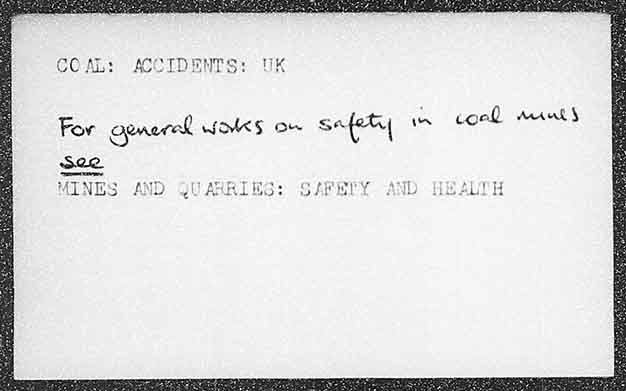 COAL: ACCIDENTS: UK
For general works on safety in coal mines
see
MINES AND QUARRIES: SAFETY AND HEALTH